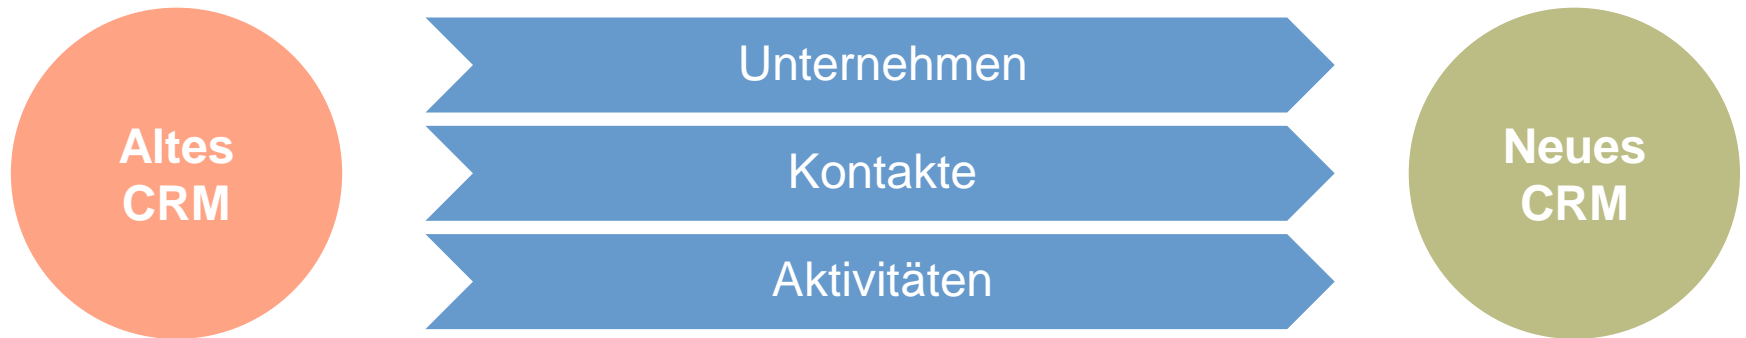 Altes
CRM
Unternehmen
Kontakte
Aktivitäten
Neues
CRM